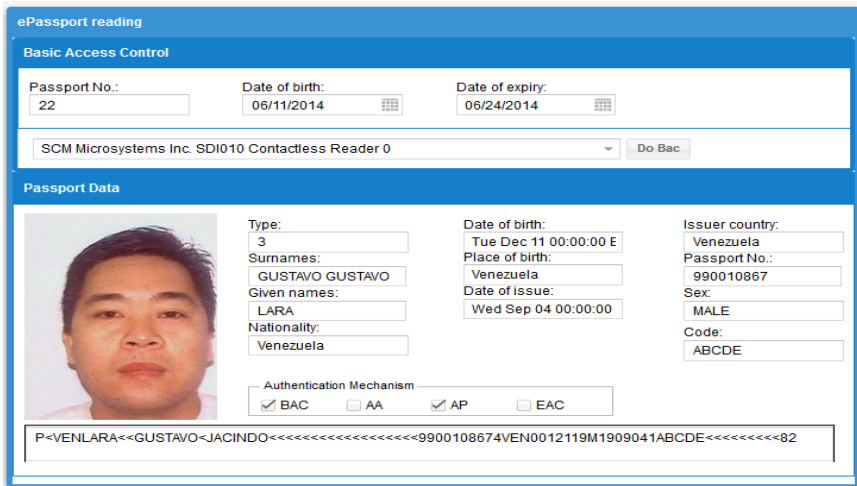 ePassport reading
Basic Access Control
Passport No.: Date of birth: Date of expiry:
22 06/11/2014 06/24/2014
SCM Microsystems Inc. SDI010 Contactless Reader 0 Do Bac
Passport Data
Type: Date of birth: Issuer country:
3 Tue Dec 11 00:00:00 E Venezuela
Surnames: Place of birth: Passport No.:
GUSTAVO GUSTAVO Venezuela 990010867
Given names: Date of issue: Sex:
LARA Wed Sep 04 00:00:00 MALE
Nationality: Code:
Venezuela ABCDE
Authentication Mechanism
BAC AA AP EAC
P<VENLARA<<GUSTAVO<JACINDO<<<<<<<<<<<<<<<<<<9900108674VEN0012119M1909041ABCDE<<<<<<<<<82